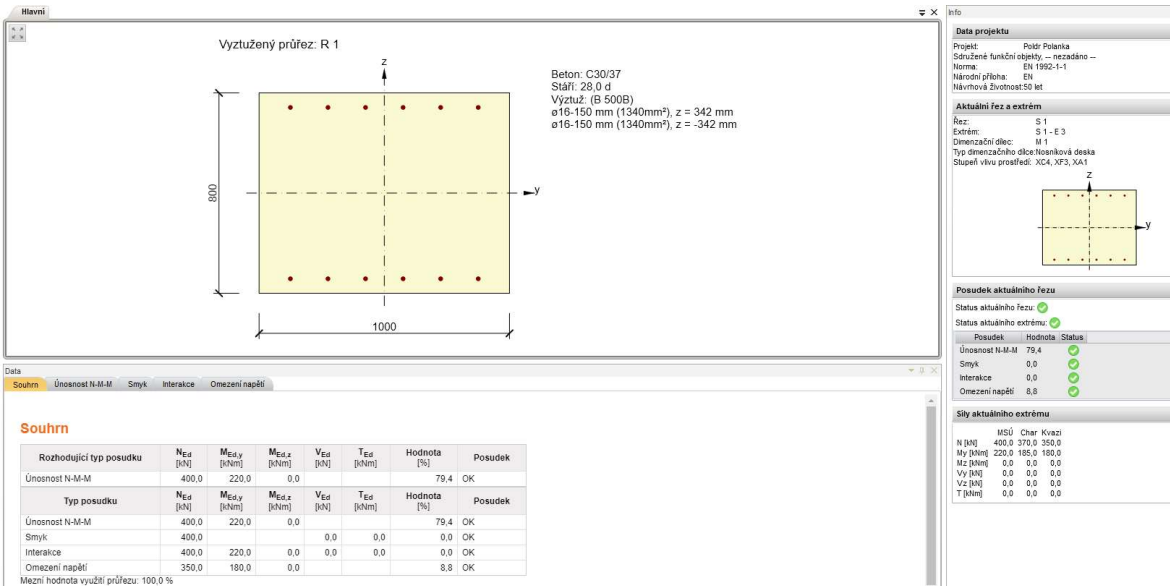 Hlavní
Vyztužený průřez: R 1
z
Beton: C30/37
Stáří: 28,0 d
Výztuž: (B 500B)
ø16-150 mm (1340mm²), z = 342 mm
ø16-150 mm (1340mm²), z = -342 mm
y
800
1000
Data
Souhrn Únosnost N-M-M Smyk Interakce Omezení napětí
Souhrn
Rozhodující typ posudku NEd [kN] MEd,y [kNm] MEd,z [kNm] VEd [kN] TEd [kNm] Hodnota [%] Posudek
Únosnost N-M-M 400,0 220,0 0,0 79,4 OK
Typ posudku NEd [kN] MEd,y [kNm] MEd,z [kNm] VEd [kN] TEd [kNm] Hodnota [%] Posudek
Únosnost N-M-M 400,0 220,0 0,0 79,4 OK
Smyk 400,0 0,0 0,0 0,0 OK
Interakce 400,0 220,0 0,0 0,0 0,0 0,0 OK
Omezení napětí 350,0 180,0 0,0 8,8 OK
Mezní hodnota využití průřezu: 100,0 %
Info
Data projektu
Projekt: Poldr Polanka
Sdružené funkční objekty, -- nezadáno --
Norma: EN 1992-1-1
Národní příloha: EN
Návrhová životnost: 50 let
Aktuální řez a extrém
Řez: S 1
Extrém: S 1 - E 3
Dimenzační dílec: M 1
Typ dimenzačního dílce: Nosníková deska
Stupeň vlivu prostředí: XC4, XF3, XA1
z
y
Posudek aktuálního řezu
Status aktuálního řezu:
Status aktuálního extrému:
Posudek Hodnota Status
Únosnost N-M-M 79,4
Smyk 0,0
Interakce 0,0
Omezení napětí 8,8
Síly aktuálního extrému
MSÚ Char Kvazi
N [kN] 400,0 370,0 350,0
My [kNm] 220,0 185,0 180,0
Mz [kNm] 0,0 0,0 0,0
Vy [kN] 0,0 0,0 0,0
Vz [kN] 0,0 0,0 0,0
T [kNm] 0,0 0,0 0,0